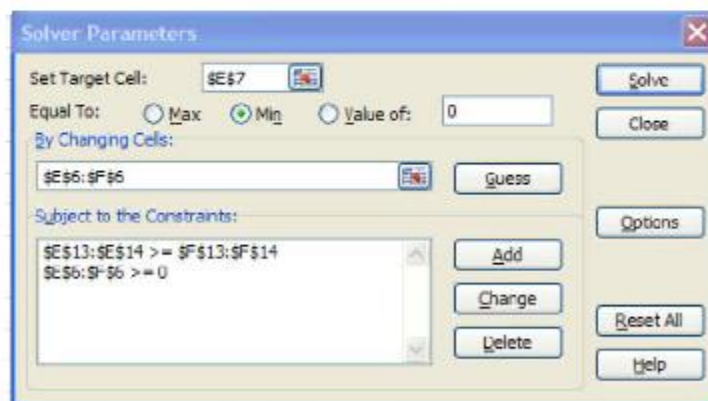 Solver Parameters
Set Target Cell: $E$7 Solve
Equal To: Max Min Value of: 0 Close
By Changing Cells:
$E$6:$F$6 Guess
Subject to the Constraints: Options
$E$13:$E$14 >= $F$13:$F$14 Add
$E$6:$F$6 >= 0
Change
Reset All
Delete
Help